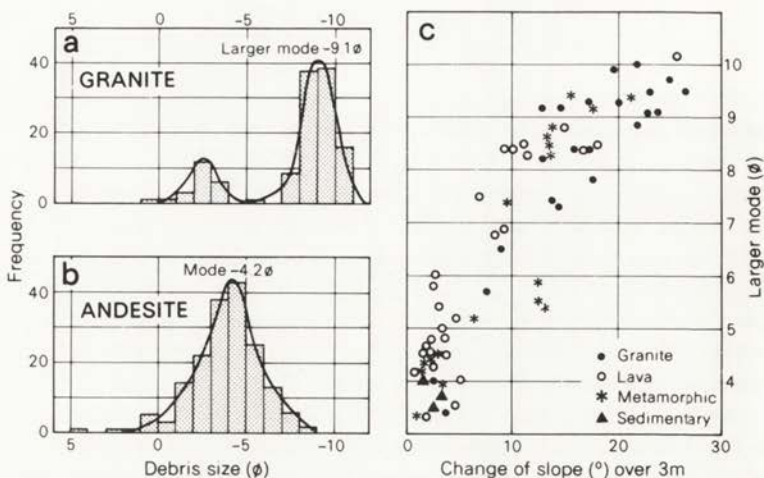 0 -5 -10
a
Larger mode -9 1ø
GRANITE
40
20
0
Frequency
b
Mode -4.2ø
ANDESITE
40
20
0
5 0 -5 -10
Debris size (ø)
c
10
9
8
7
6
5
4
Larger mode (ø)
● Granite
○ Lava
* Metamorphic
▲ Sedimentary
0 10 20 30
Change of slope (°) over 3m